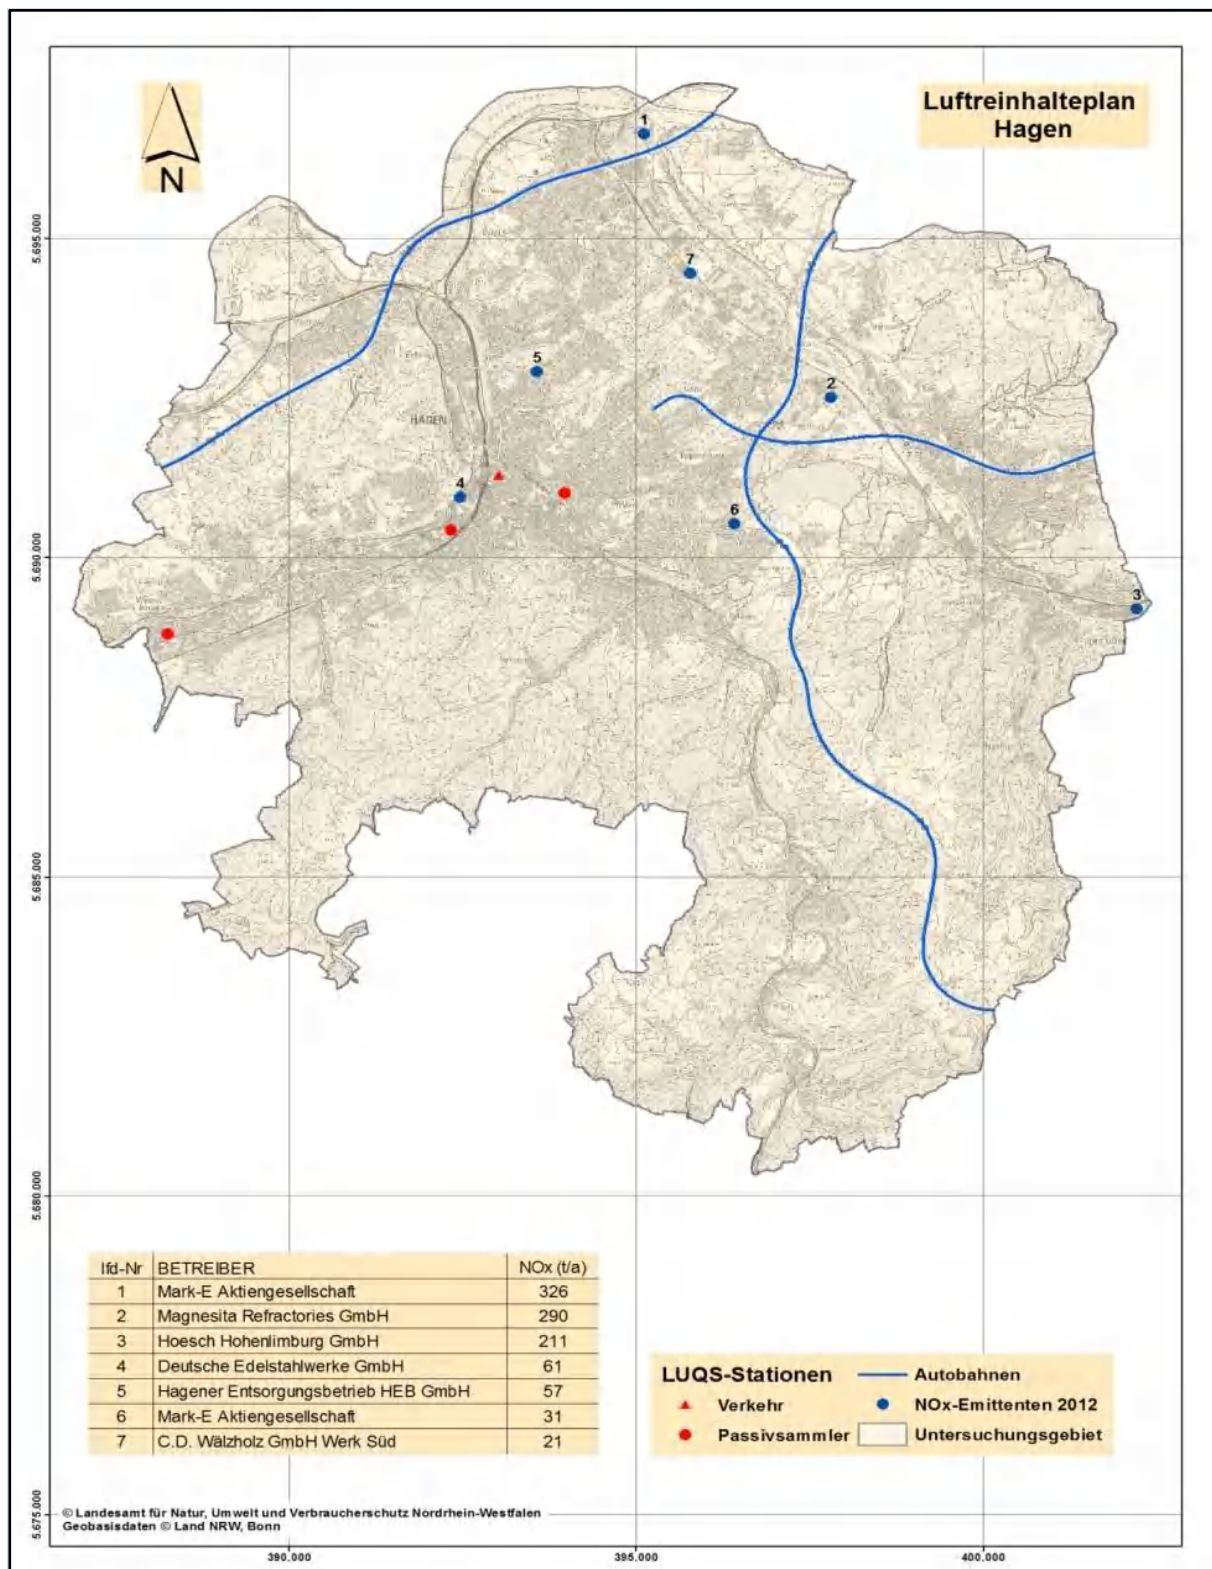 Luftreinhalteplan
Hagen
N
1
7
5
2
4
6
3
HAGEN
5.695.000
5.690.000
5.685.000
5.680.000
5.675.000
lfd-Nr BETREIBER NOx (t/a)
1 Mark-E Aktiengesellschaft 326
2 Magnesita Refractories GmbH 290
3 Hoesch Hohenlimburg GmbH 211
4 Deutsche Edelstahlwerke GmbH 61
5 Hagener Entsorgungsbetrieb HEB GmbH 57
6 Mark-E Aktiengesellschaft 31
7 C.D. Wälzholz GmbH Werk Süd 21
LUQS-Stationen
Verkehr
Passivsammler
Autobahnen
NOx-Emittenten 2012
Untersuchungsgebiet
© Landesamt für Natur, Umwelt und Verbraucherschutz Nordrhein-Westfalen
Geobasisdaten © Land NRW, Bonn
390.000 395.000 400.000